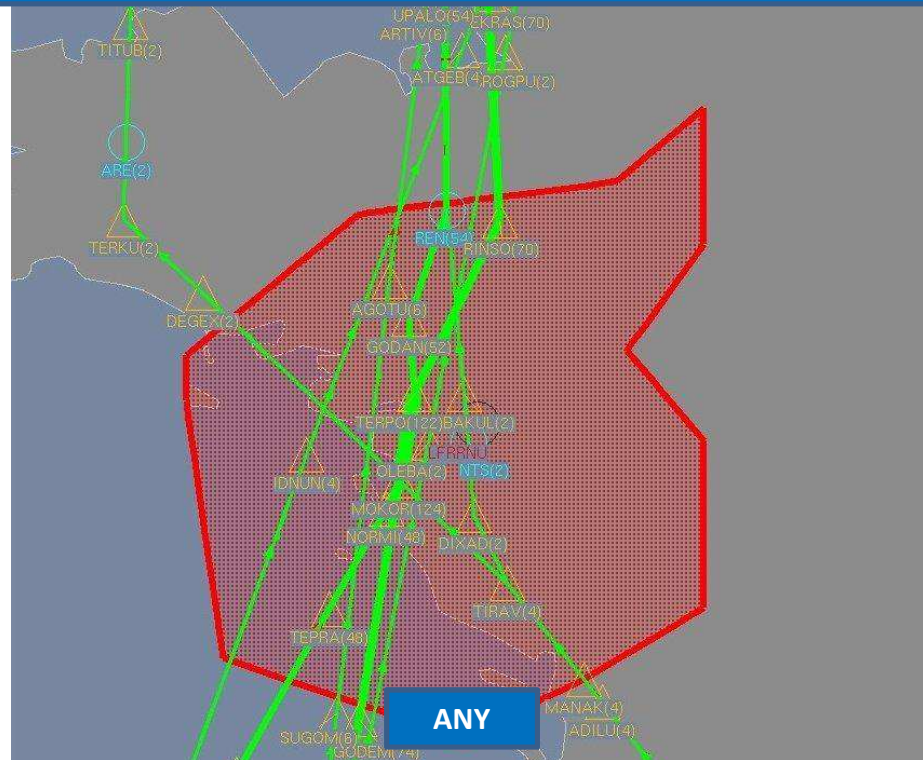 UPALO(54)
EKRAS(70)
ARTIV(6)
TITUB(2)
ATGEB(4
ROGPU(2)
ARE(2)
TERKU(2)
REN(54)
RINSO(70)
DEGEX(2)
AGOTU(6)
GODAN(52)
TERPO(122)
BAKUL(2)
LFRRNU
OLEBA(2)
NTS(2)
IDNUN(4)
MOKOR(124)
NORMI(48)
DIXAD(2)
TIRAV(4)
TEPRA(48)
MANAK(4)
ANY
ADILU(4)
SUGOM(6)
GODEM(74)